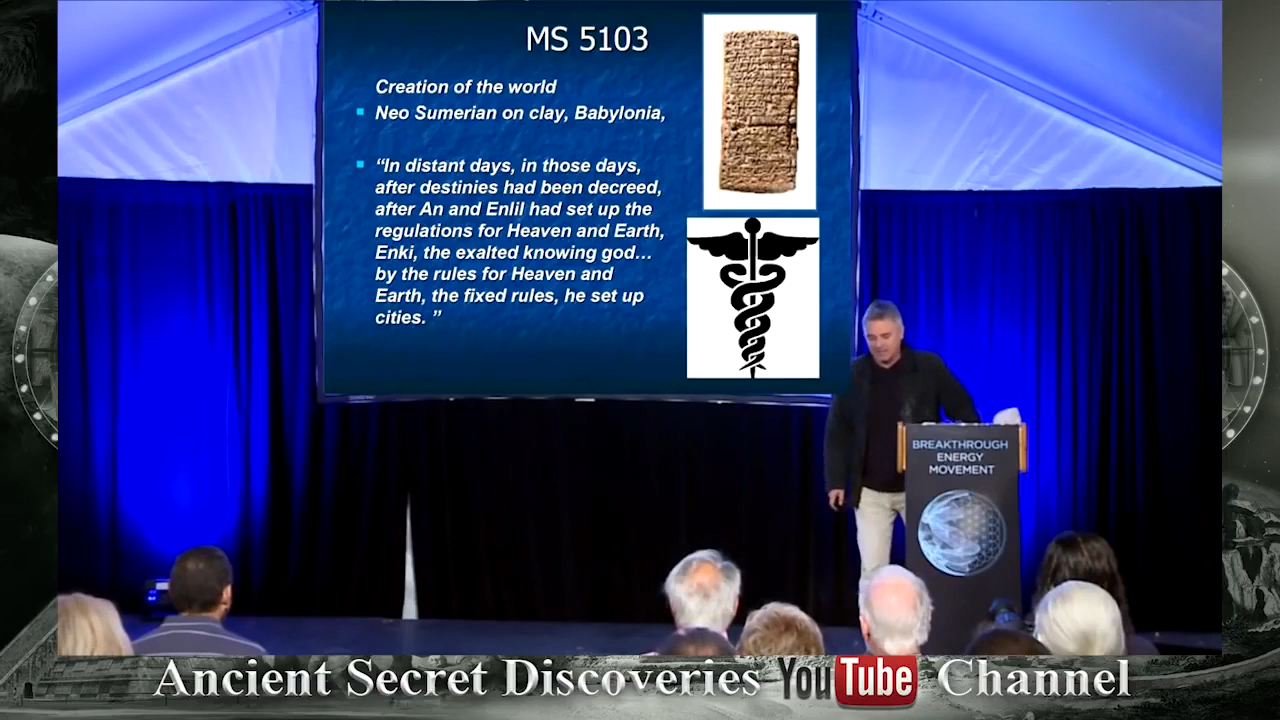 MS 5103
Creation of the world
Neo Sumerian on clay, Babylonia,
“In distant days, in those days,
after destinies had been decreed,
after An and Enlil had set up the
regulations for Heaven and Earth,
Enki, the exalted knowing god…
by the rules for Heaven and
Earth, the fixed rules, he set up
cities. ”
BREAKTHROUGH
ENERGY
MOVEMENT
Ancient Secret Discoveries YouTube Channel